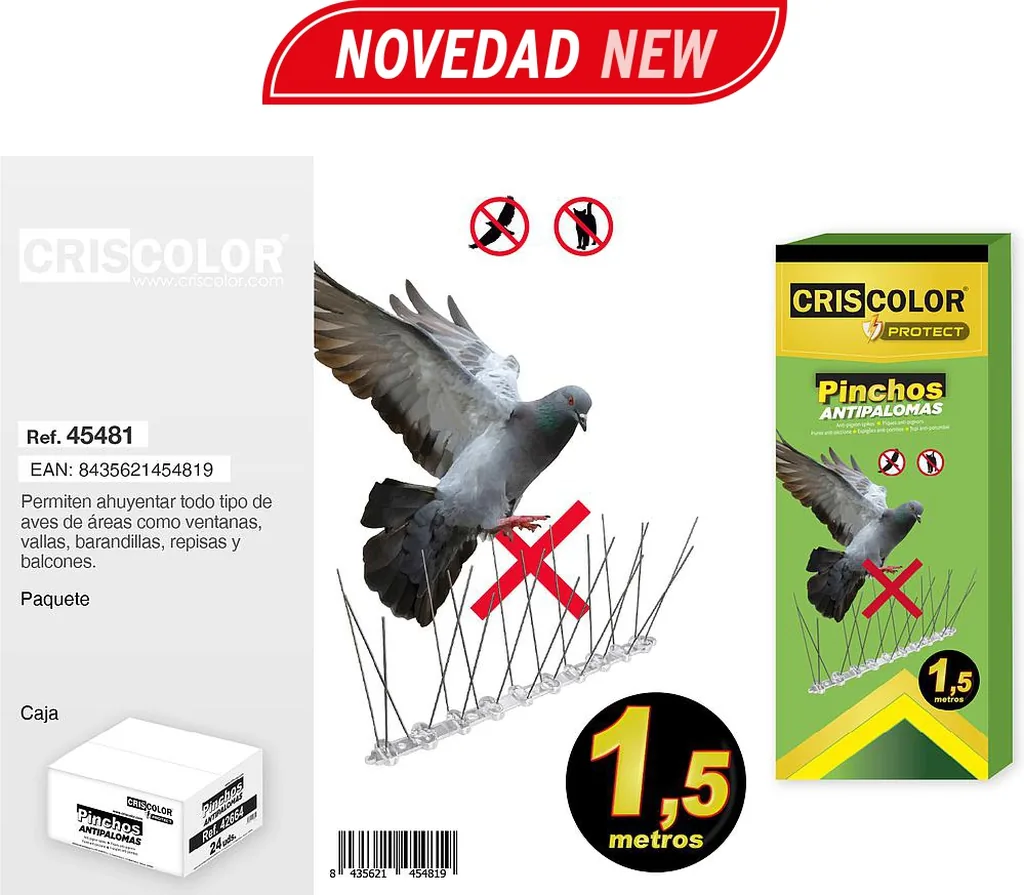 NOVEDAD NEW
CRISCOLOR®
www.criscolor.com
Ref. 45481
EAN: 8435621454819
Permiten ahuyentar todo tipo de
aves de áreas como ventanas,
vallas, barandillas, repisas y
balcones.
Paquete
Caja
CRISCOLOR
PROTECT
Pinchos
ANTIPALOMAS
Pinchos
ANTIPALOMAS
Ref. 42664
24 uds.
8 435621 454819
1,5
metros
CRISCOLOR®
PROTECT
Pinchos
ANTIPALOMAS
1,5
metros